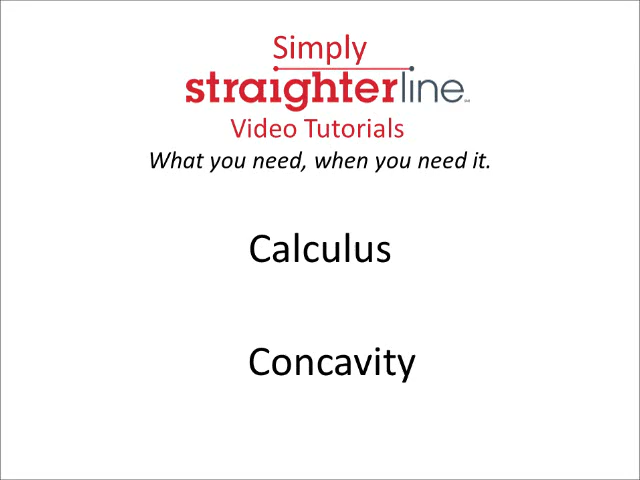 Simply
straighterline
Video Tutorials
What you need, when you need it.
Calculus
Concavity